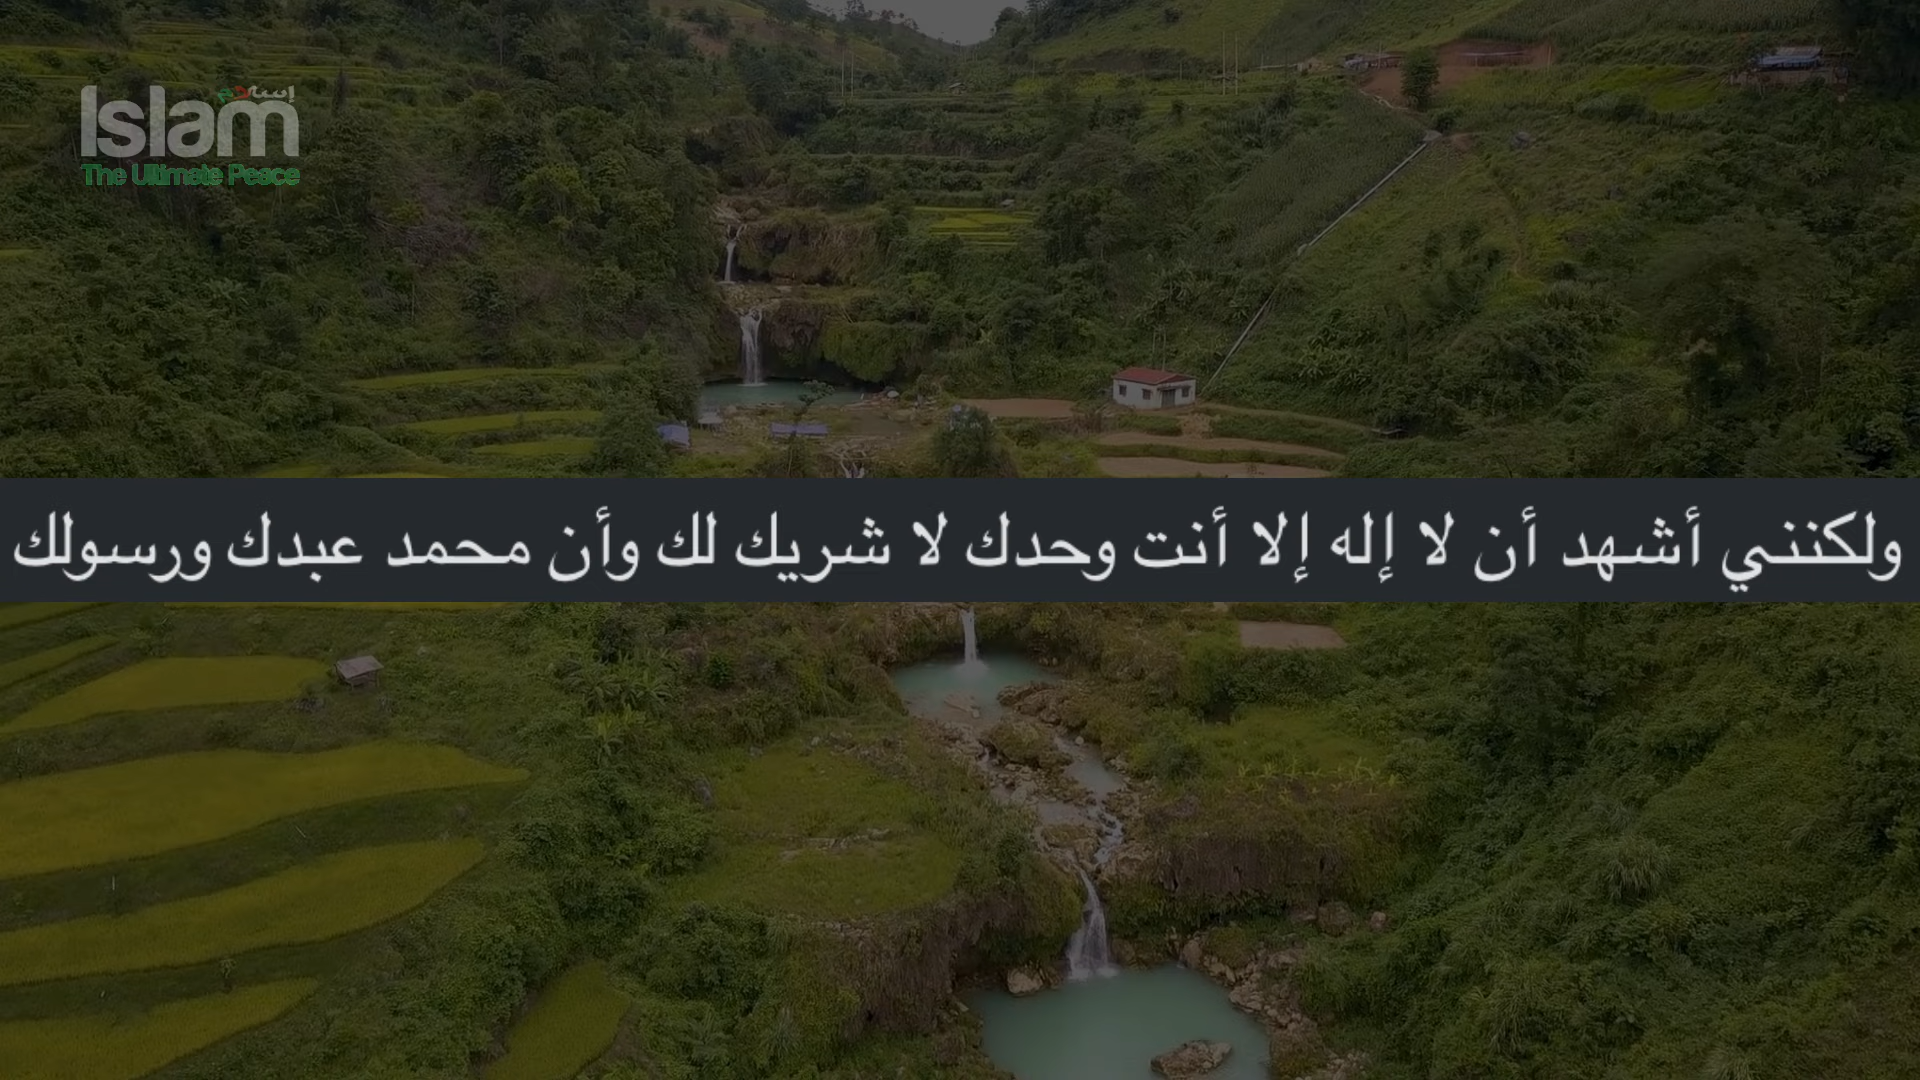 Islam إسلام
The Ultimate Peace
ولكنني أشهد أن لا إله إلا أنت وحدك لا شريك لك وأن محمد عبدك ورسولك